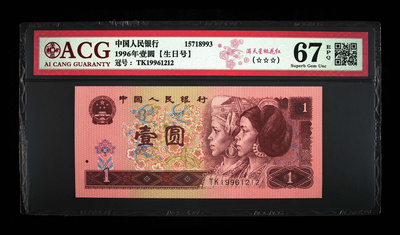 ACG
AI CANG GUARANTY
中国人民银行 15718993
1996年壹圆【生日号】
冠号：TK19961212
满天星桃花红
(☆☆☆)
67 EPQ
Superb Gem Unc
中国人民银行
1
壹圆
1
TK19961212